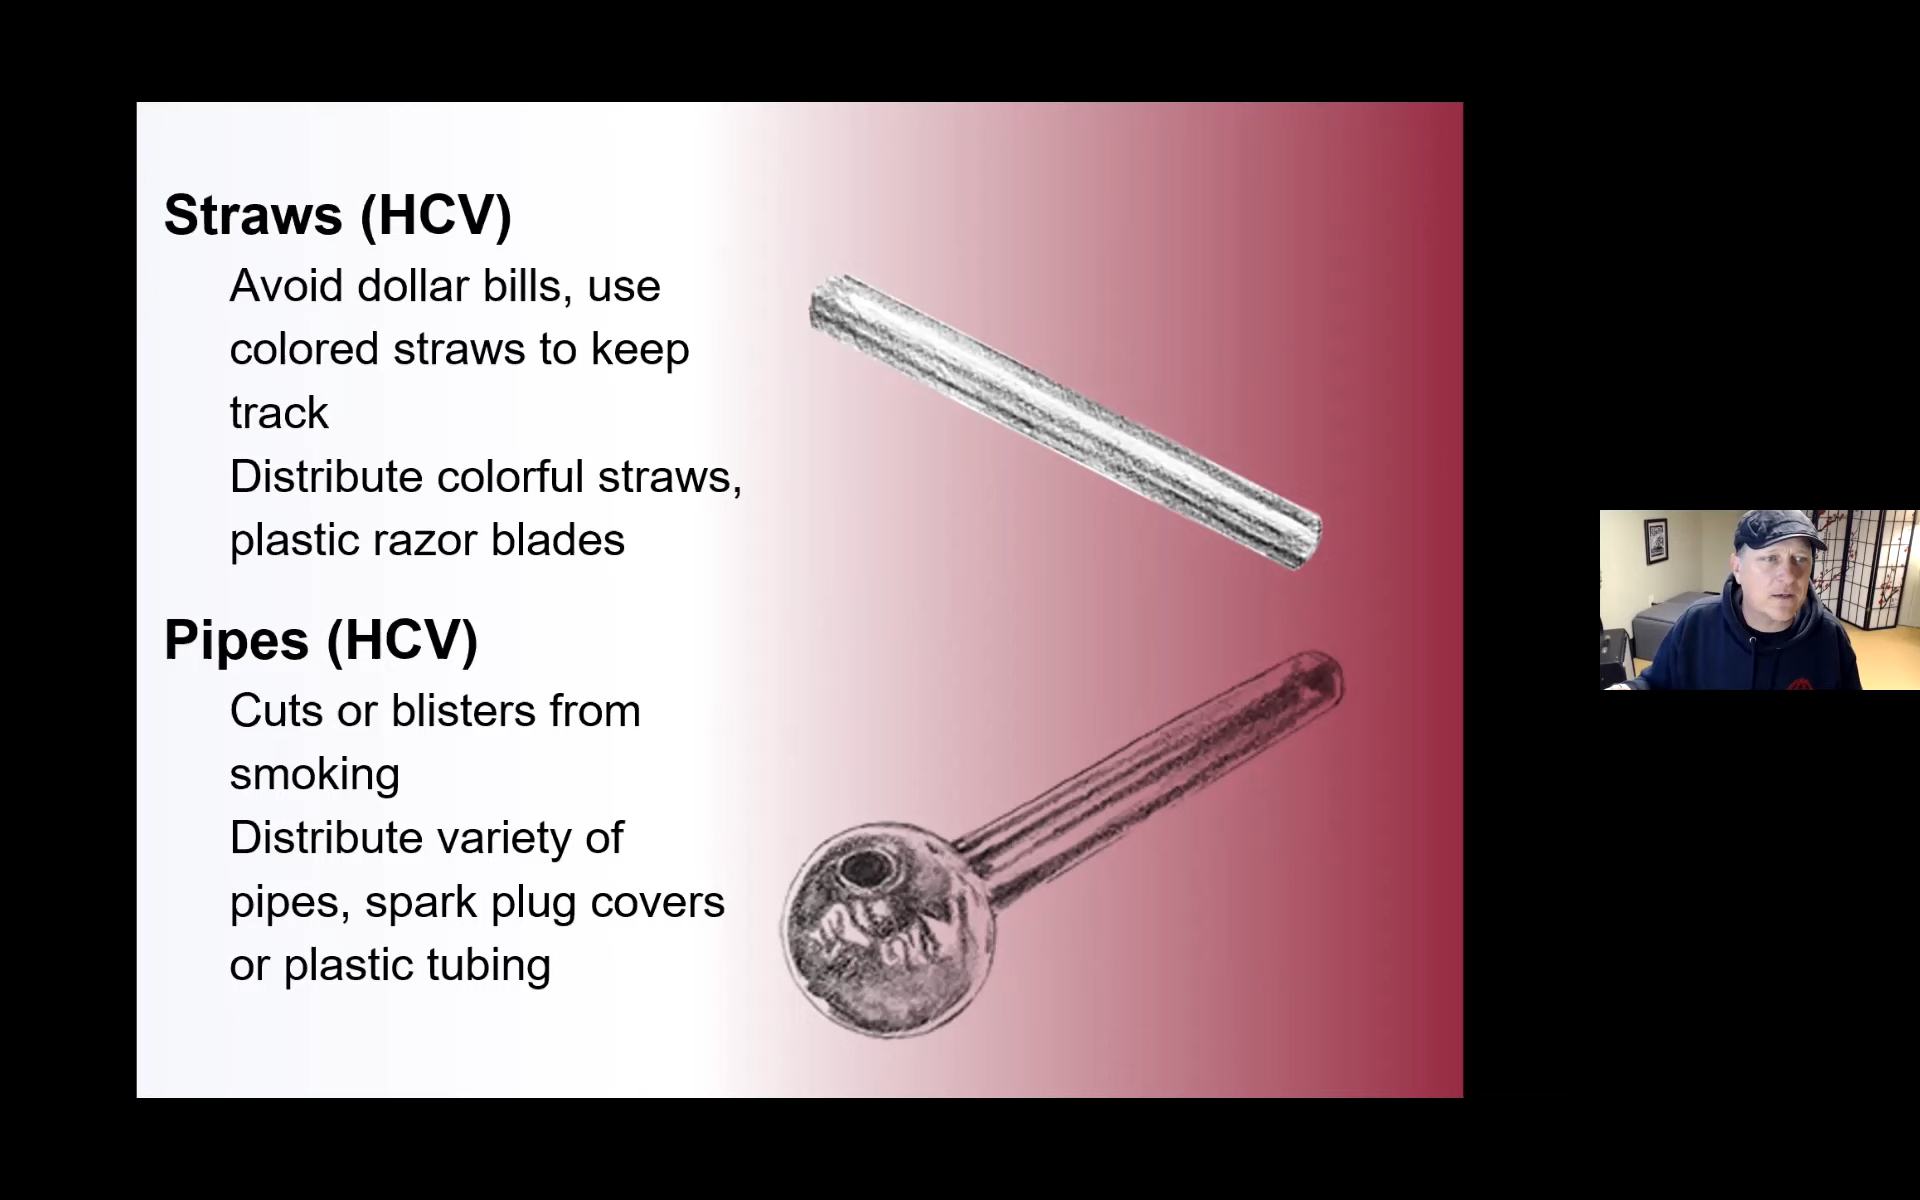 Straws (HCV)
Avoid dollar bills, use
colored straws to keep
track
Distribute colorful straws,
plastic razor blades
Pipes (HCV)
Cuts or blisters from
smoking
Distribute variety of
pipes, spark plug covers
or plastic tubing